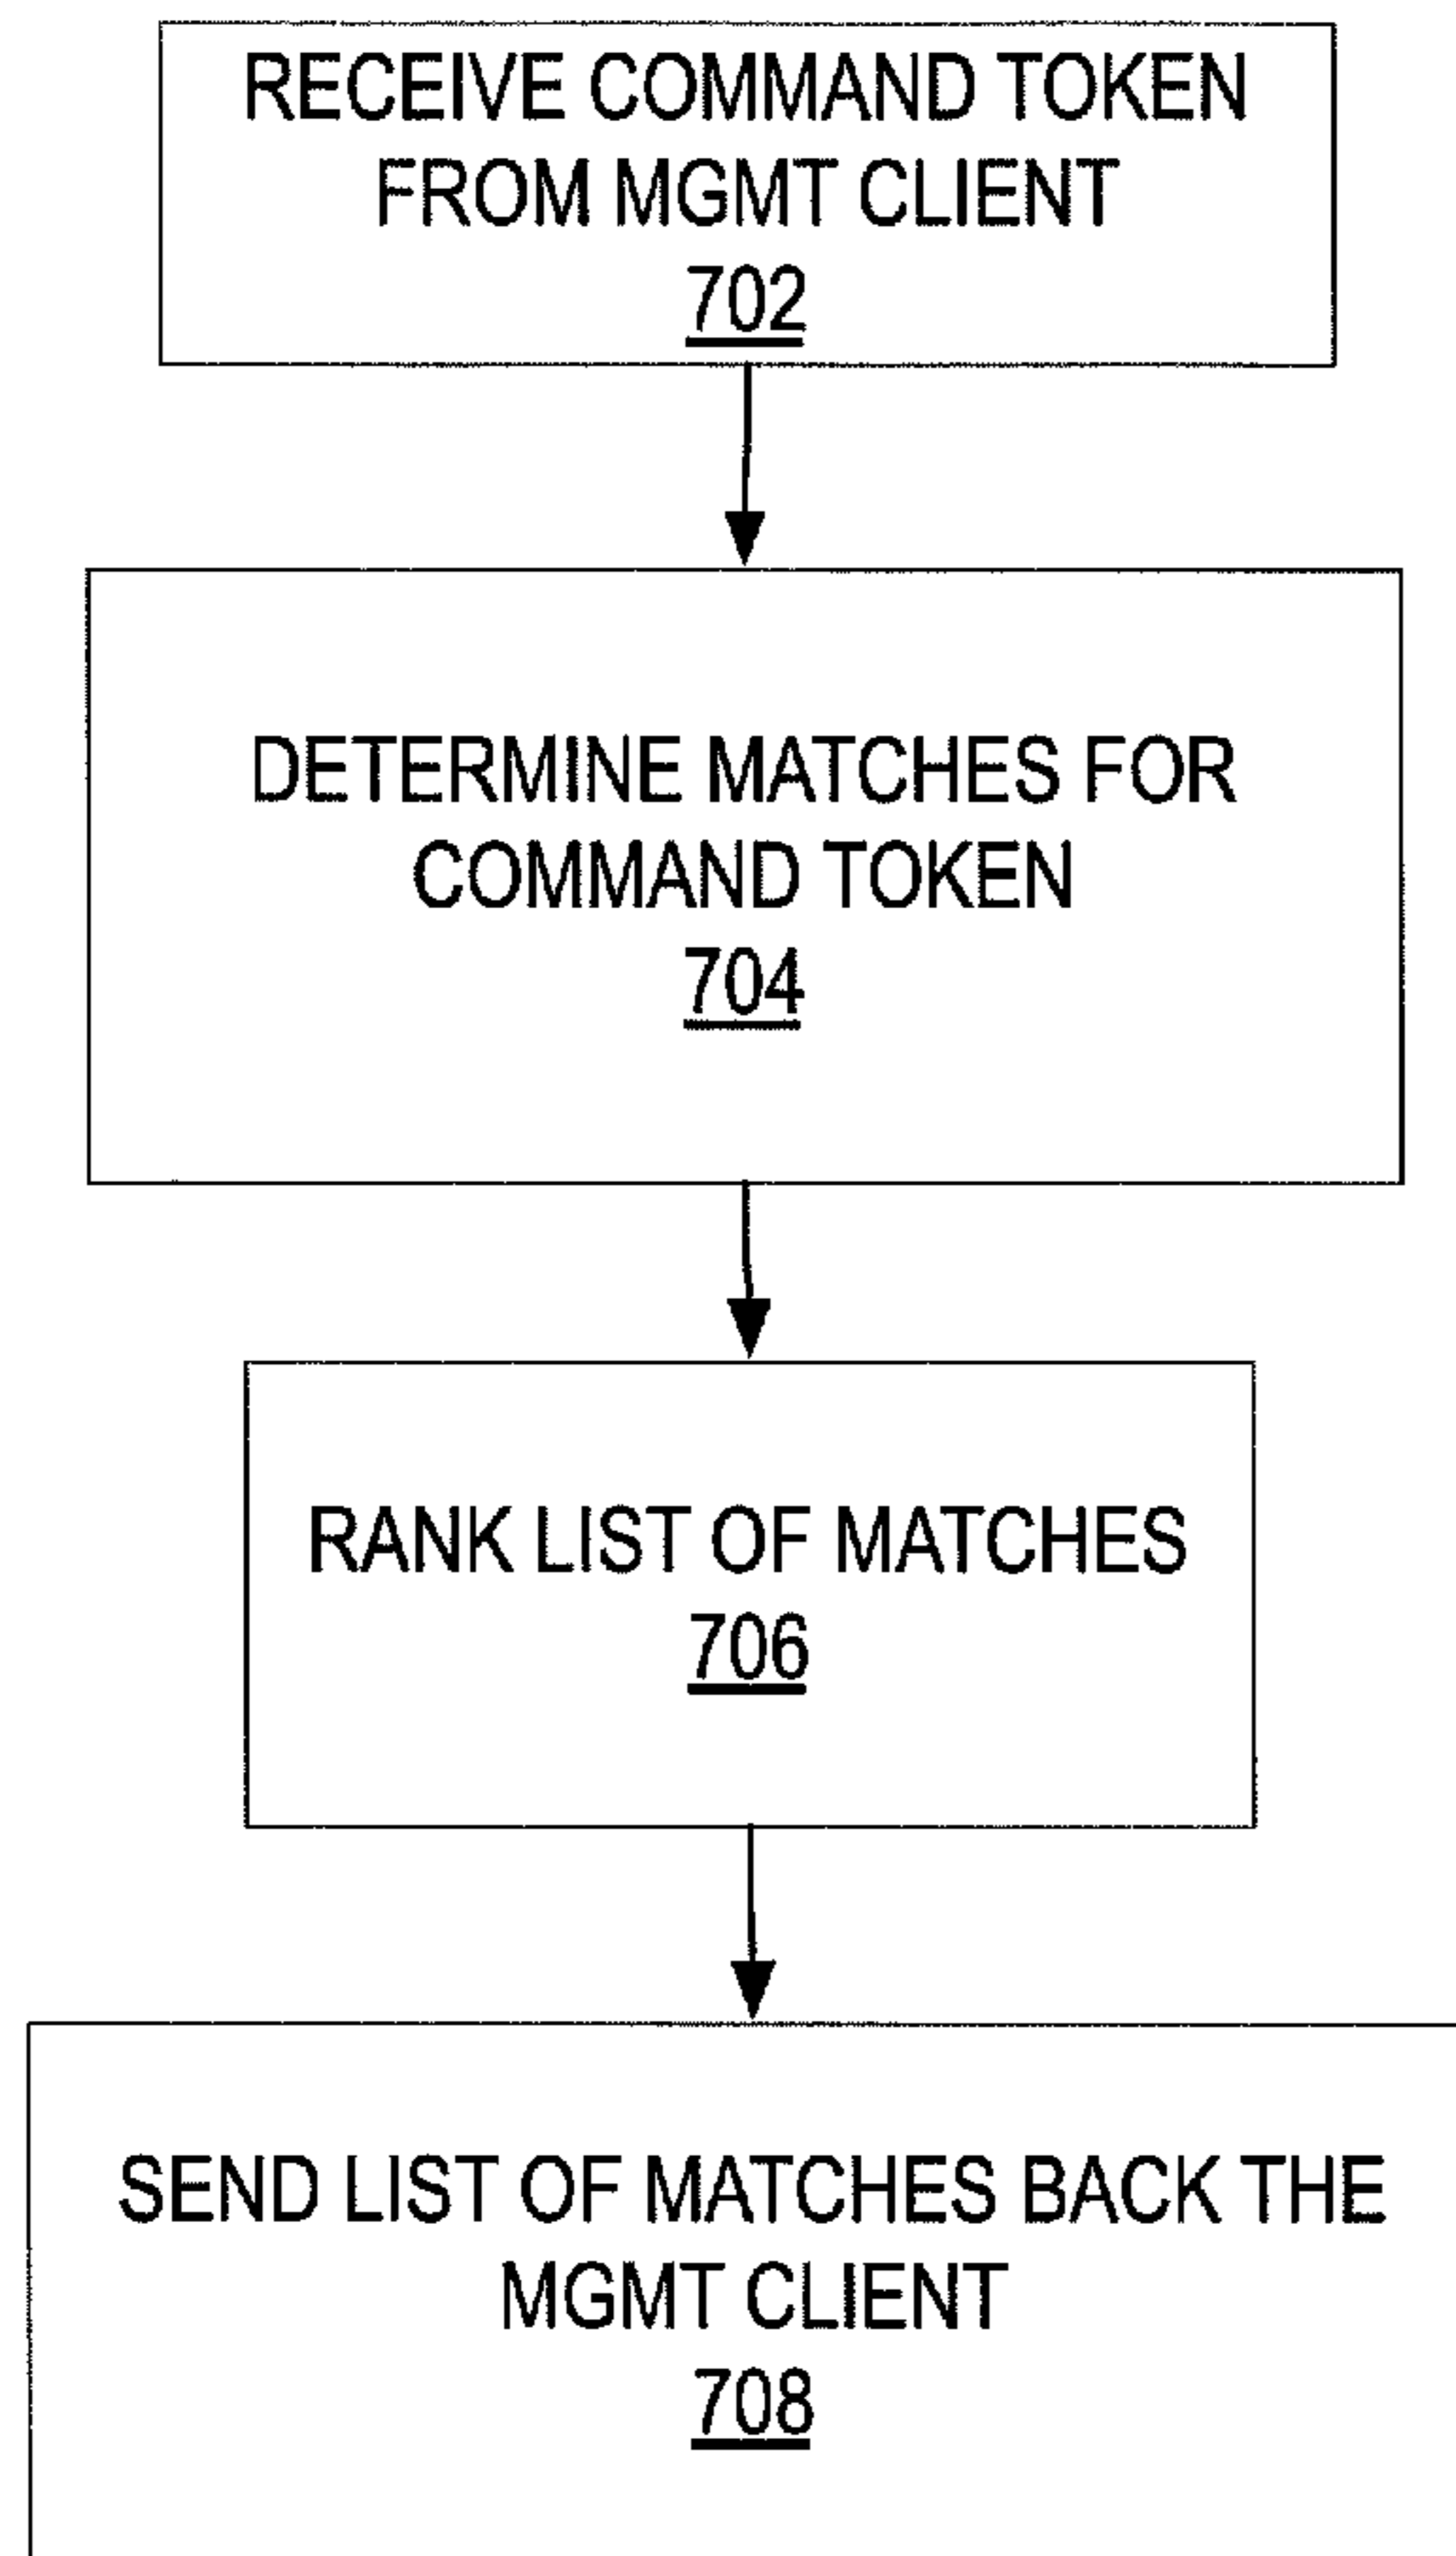 RECEIVE COMMAND TOKEN
FROM MGMT CLIENT
702
DETERMINE MATCHES FOR
COMMAND TOKEN
704
RANK LIST OF MATCHES
706
SEND LIST OF MATCHES BACK THE
MGMT CLIENT
708